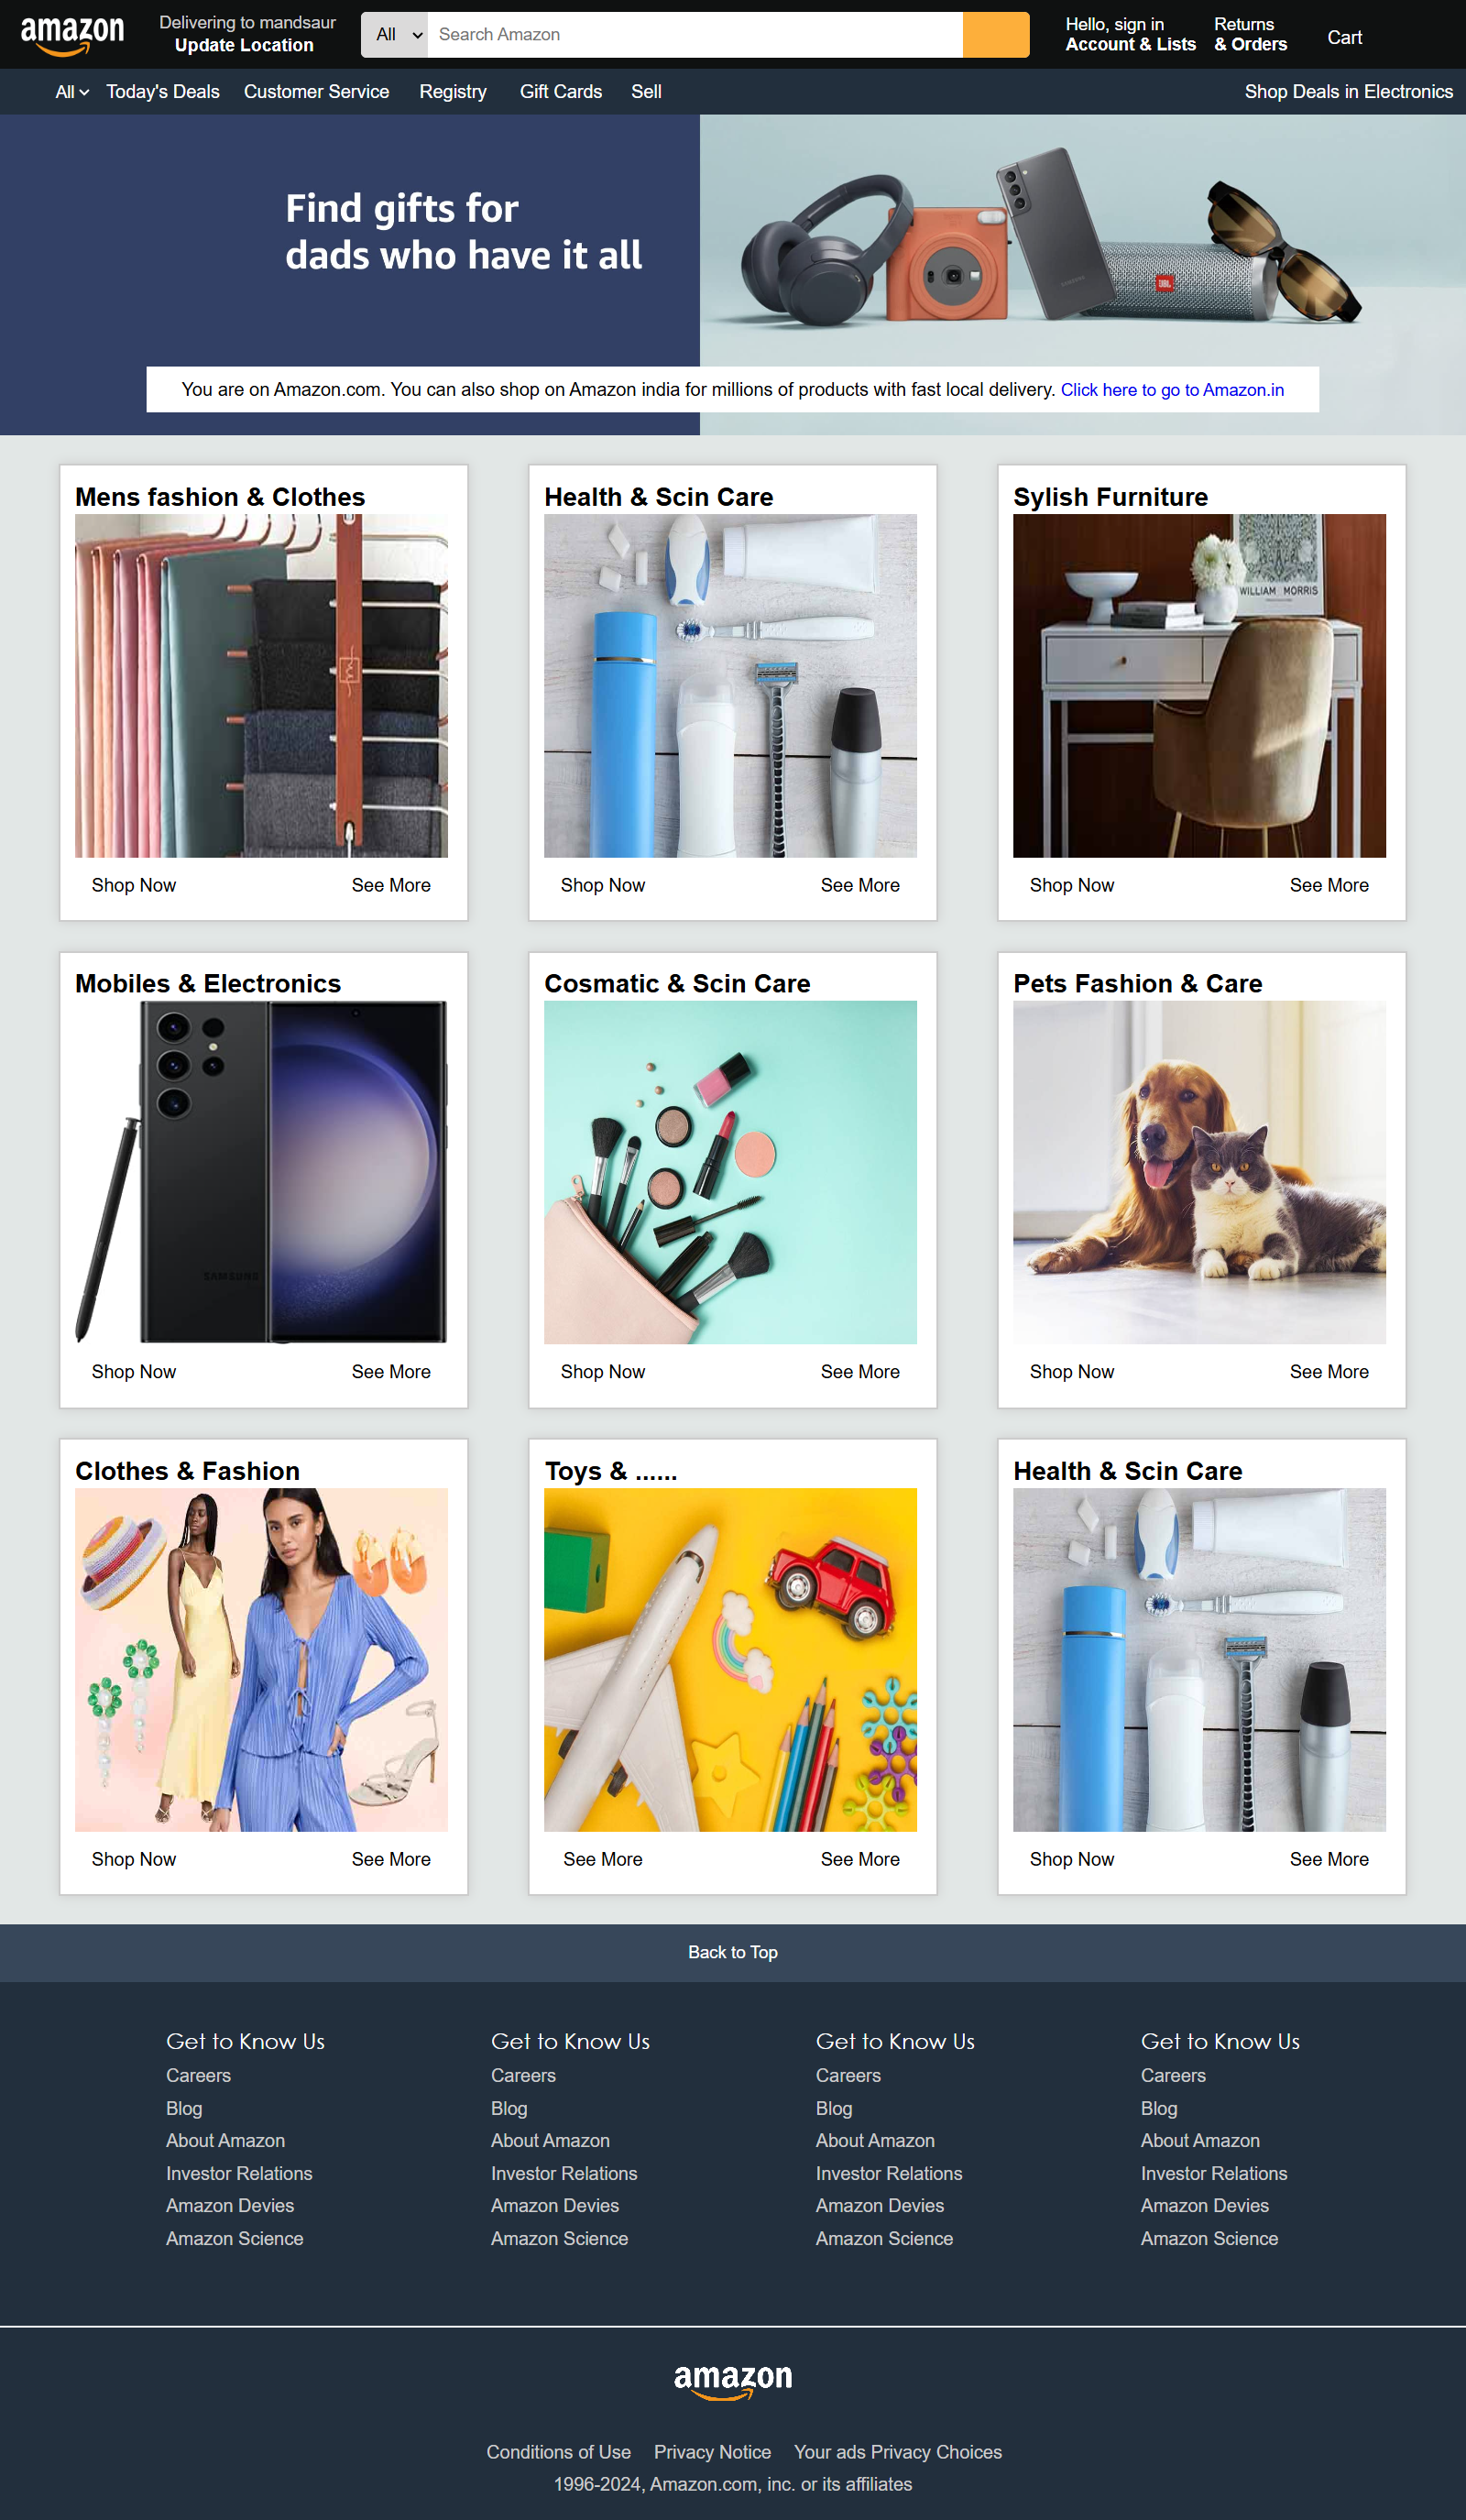 amazon
Delivering to mandsaur
Update Location
All
Search Amazon
Hello, sign in
Account & Lists
Returns
& Orders
Cart
All
Today's Deals
Customer Service
Registry
Gift Cards
Sell
Shop Deals in Electronics
Find gifts for
dads who have it all
SAMSUNG
JBL
You are on Amazon.com. You can also shop on Amazon india for millions of products with fast local delivery. Click here to go to Amazon.in
Mens fashion & Clothes
Shop Now
See More
Health & Scin Care
Shop Now
See More
Sylish Furniture
WILLIAM MORRIS
Shop Now
See More
Mobiles & Electronics
SAMSUNG
Shop Now
See More
Cosmatic & Scin Care
Shop Now
See More
Pets Fashion & Care
Shop Now
See More
Clothes & Fashion
Shop Now
See More
Toys & ......
See More
See More
Health & Scin Care
Shop Now
See More
Back to Top
Get to Know Us
Careers
Blog
About Amazon
Investor Relations
Amazon Devies
Amazon Science
Get to Know Us
Careers
Blog
About Amazon
Investor Relations
Amazon Devies
Amazon Science
Get to Know Us
Careers
Blog
About Amazon
Investor Relations
Amazon Devies
Amazon Science
Get to Know Us
Careers
Blog
About Amazon
Investor Relations
Amazon Devies
Amazon Science
amazon
Conditions of Use
Privacy Notice
Your ads Privacy Choices
1996-2024, Amazon.com, inc. or its affiliates